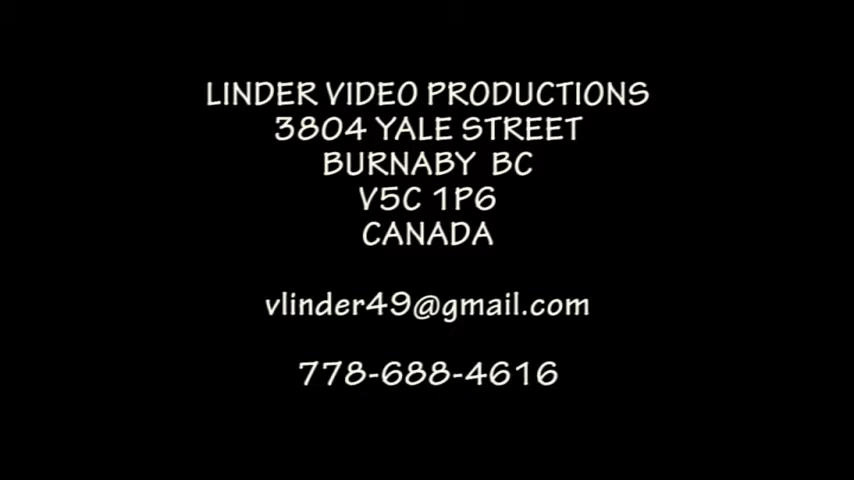 LINDER VIDEO PRODUCTIONS
3804 YALE STREET
BURNABY BC
V5C 1P6
CANADA
vlinder49@gmail.com
778-688-4616